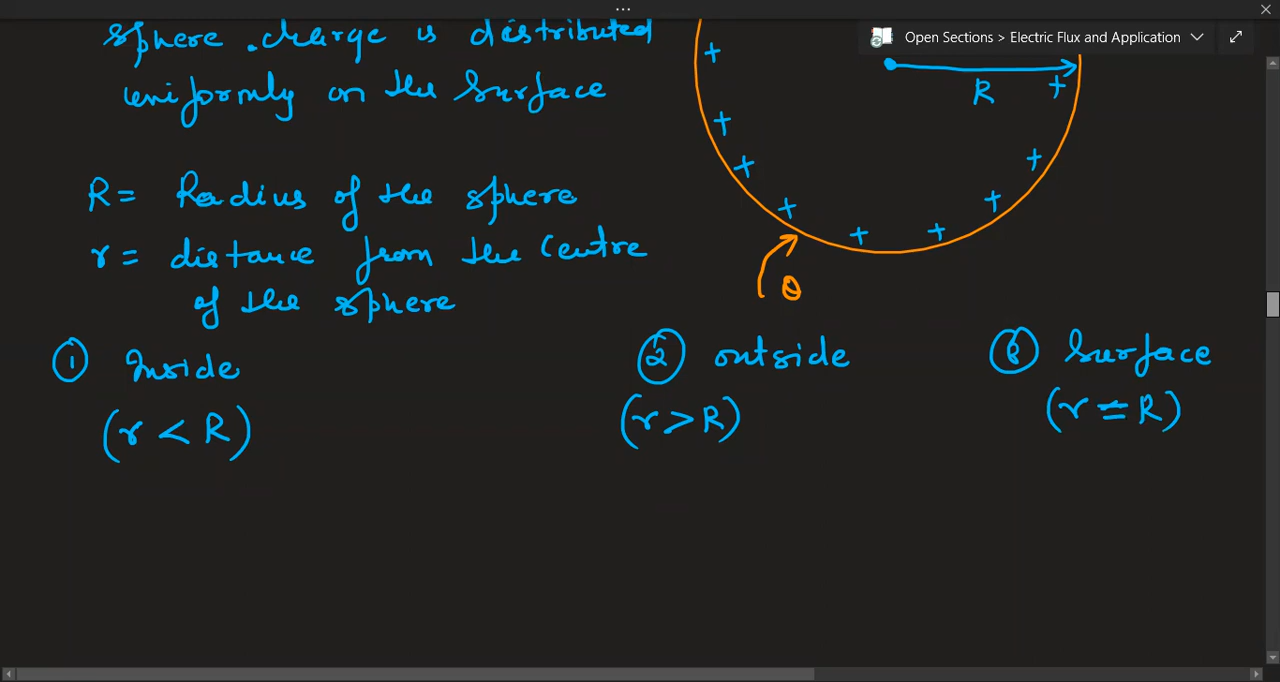 Open Sections > Electric Flux and Application
sphere . charge is distributed
uniformly on the surface
R
R = Radius of the sphere
r = distance from the centre
of the sphere
Q
① Inside
(r < R)
② outside
(r > R)
③ Surface
(r = R)